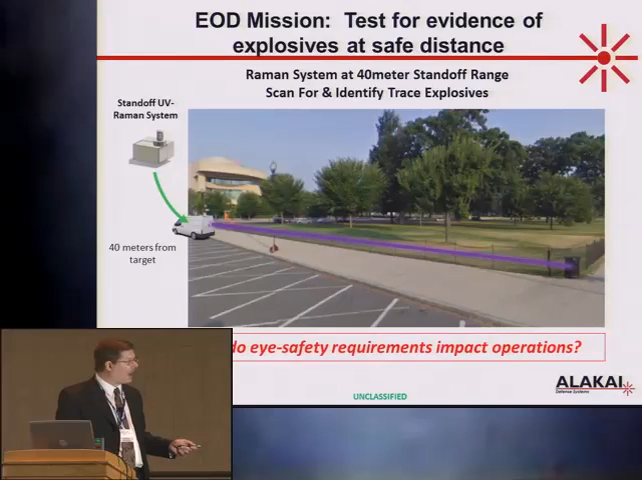 EOD Mission: Test for evidence of
explosives at safe distance
Raman System at 40meter Standoff Range
Scan For & Identify Trace Explosives
Standoff UV-
Raman System
40 meters from
target
do eye-safety requirements impact operations?
UNCLASSIFIED
ALAKAI
Defense Systems